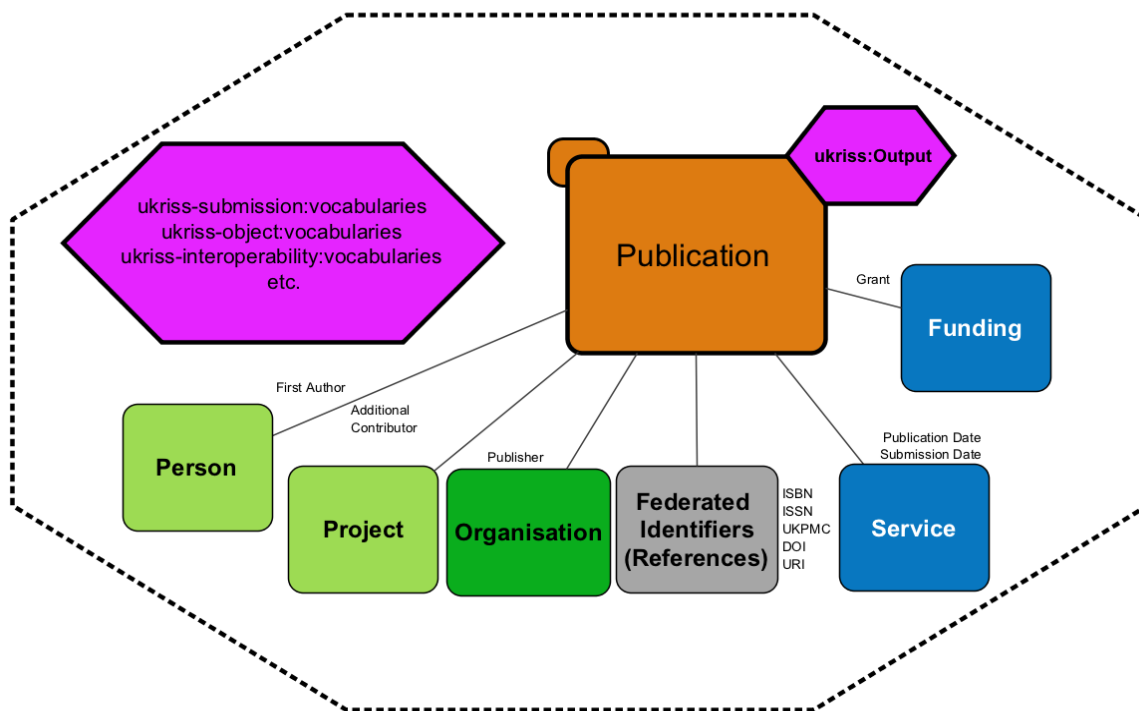 ukriss:Output
ukriss-submission:vocabularies
ukriss-object:vocabularies
ukriss-interoperability:vocabularies
etc.
Publication
Grant
Funding
First Author
Additional
Contributor
Person
Project
Publisher
Organisation
Federated
Identifiers
(References)
ISBN
ISSN
UKPMC
DOI
URI
Publication Date
Submission Date
Service